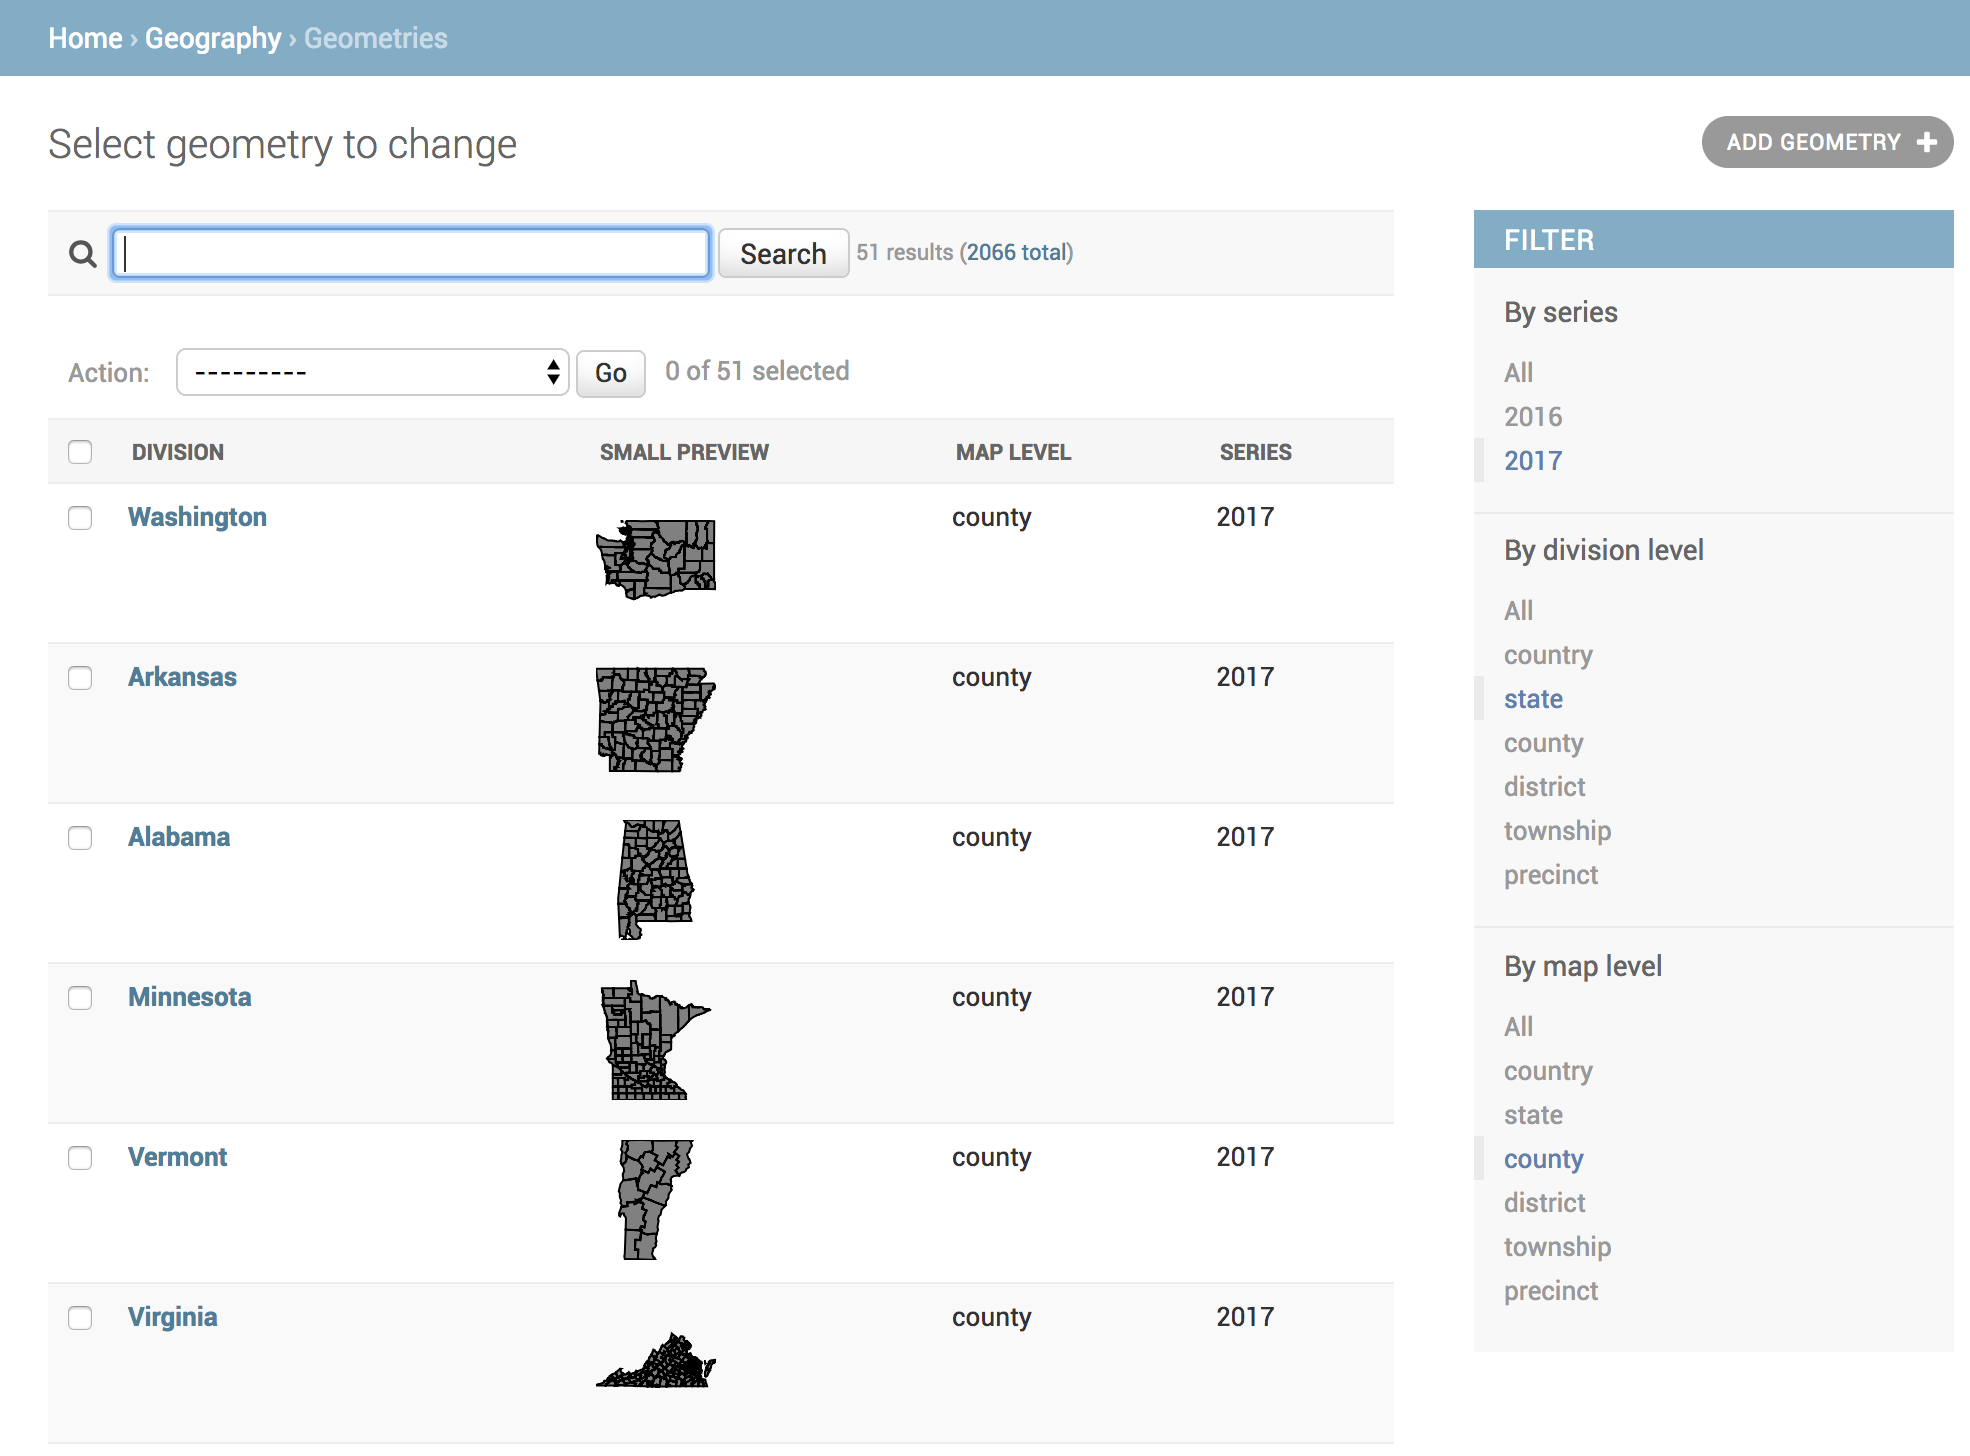 Home › Geography › Geometries
Select geometry to change
ADD GEOMETRY +
Search 51 results (2066 total)
Action: --------- Go 0 of 51 selected
DIVISION SMALL PREVIEW MAP LEVEL SERIES
Washington county 2017
Arkansas county 2017
Alabama county 2017
Minnesota county 2017
Vermont county 2017
Virginia county 2017
FILTER
By series
All
2016
2017
By division level
All
country
state
county
district
township
precinct
By map level
All
country
state
county
district
township
precinct